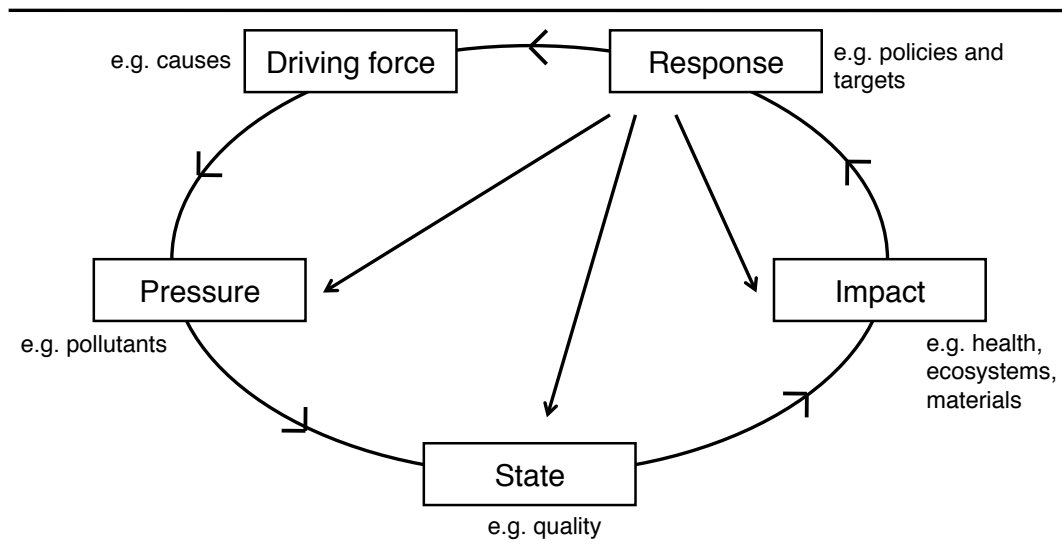 Driving force
e.g. causes
Response
e.g. policies and
targets
Pressure
e.g. pollutants
Impact
e.g. health,
ecosystems,
materials
State
e.g. quality